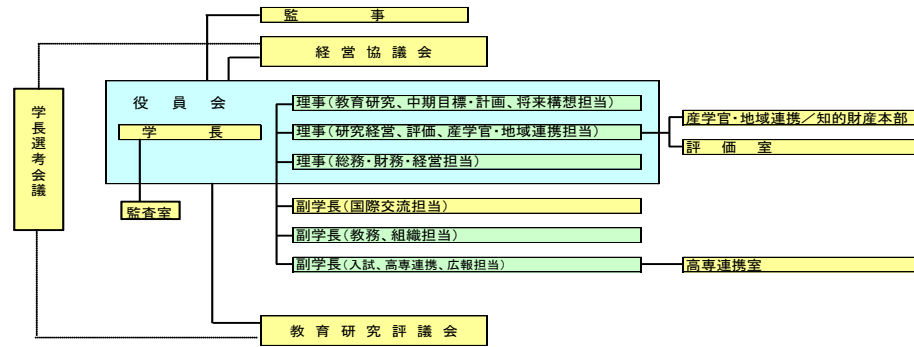 監事
経営協議会
学長選考会議
役員会
学長
理事(教育研究、中期目標・計画、将来構想担当)
理事(研究経営、評価、産学官・地域連携担当)
理事(総務・財務・経営担当)
産学官・地域連携／知的財産本部
評価室
監査室
副学長(国際交流担当)
副学長(教務、組織担当)
副学長(入試、高専連携、広報担当)
高専連携室
教育研究評議会